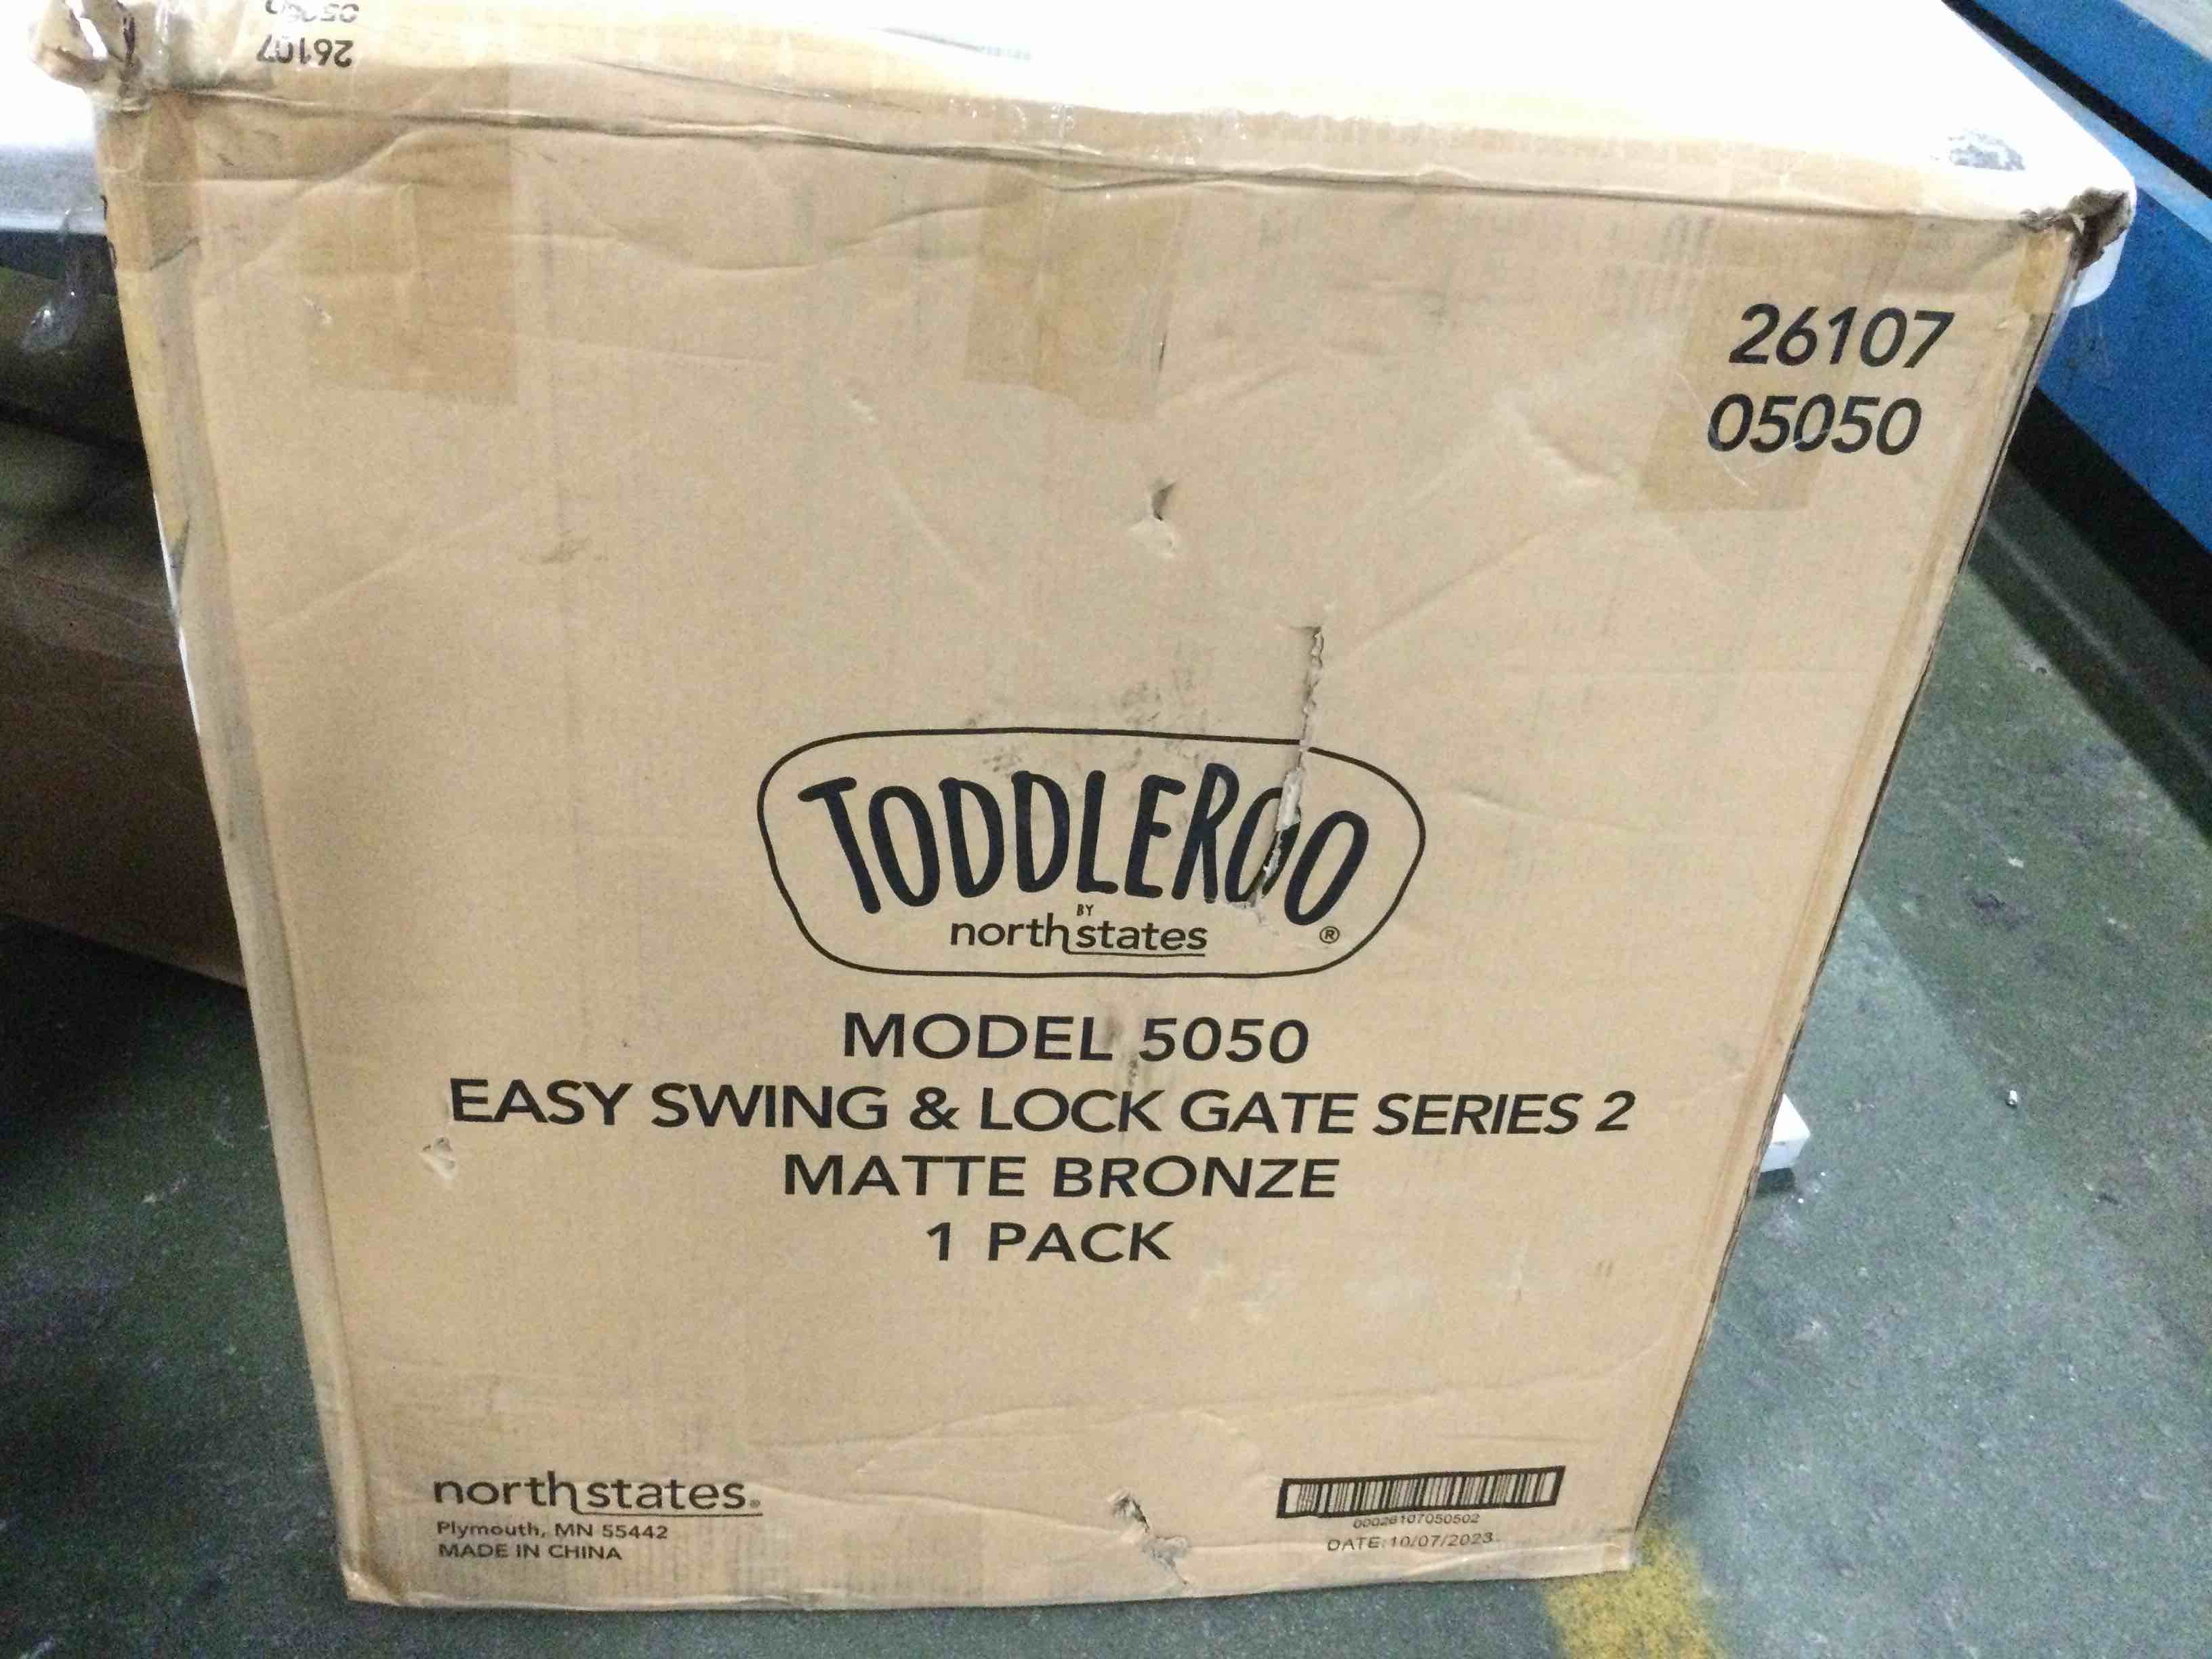 26107
26107
05050
TODDLEROO
BY
northstates
®
MODEL 5050
EASY SWING & LOCK GATE SERIES 2
MATTE BRONZE
1 PACK
northstates®
Plymouth, MN 55442
MADE IN CHINA
00026107050502
DATE:10/07/2023